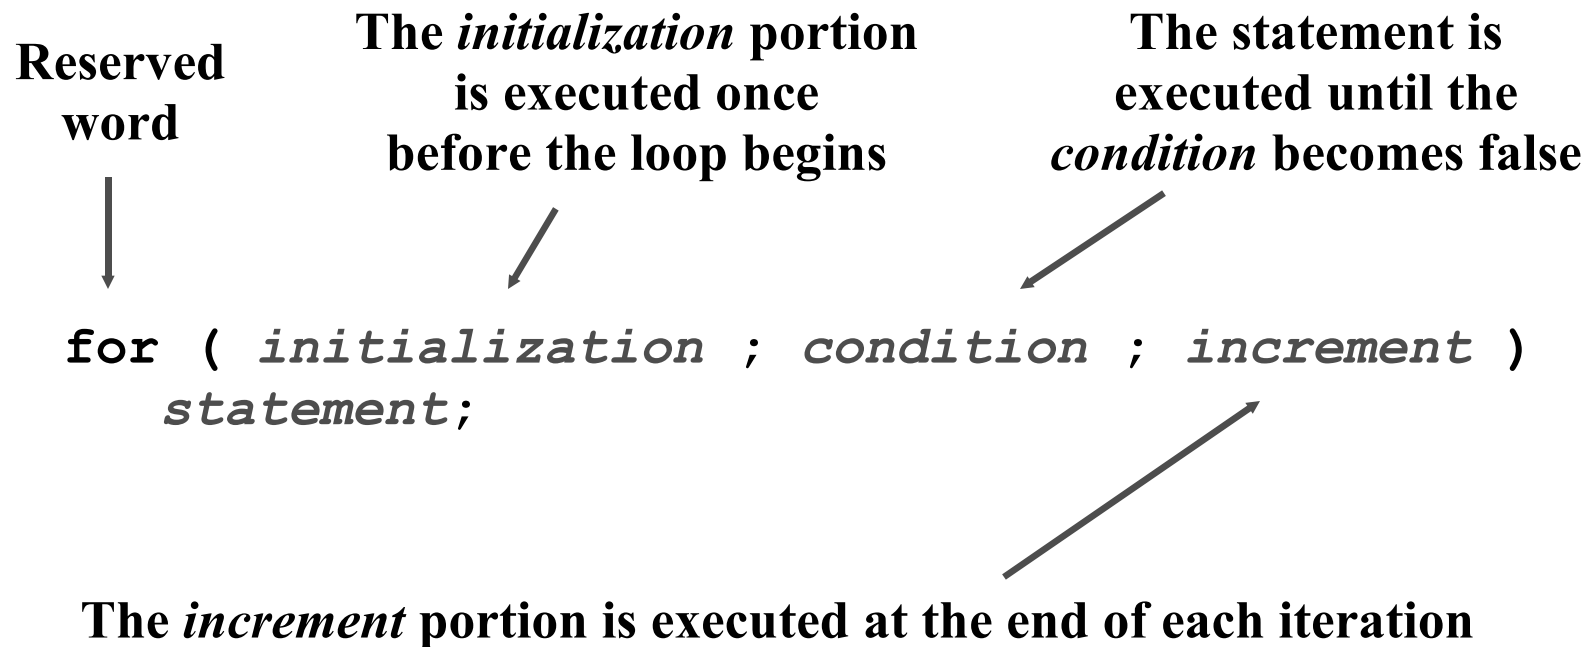 Reserved
word
The initialization portion
is executed once
before the loop begins
The statement is
executed until the
condition becomes false
for ( initialization ; condition ; increment )
statement;
The increment portion is executed at the end of each iteration